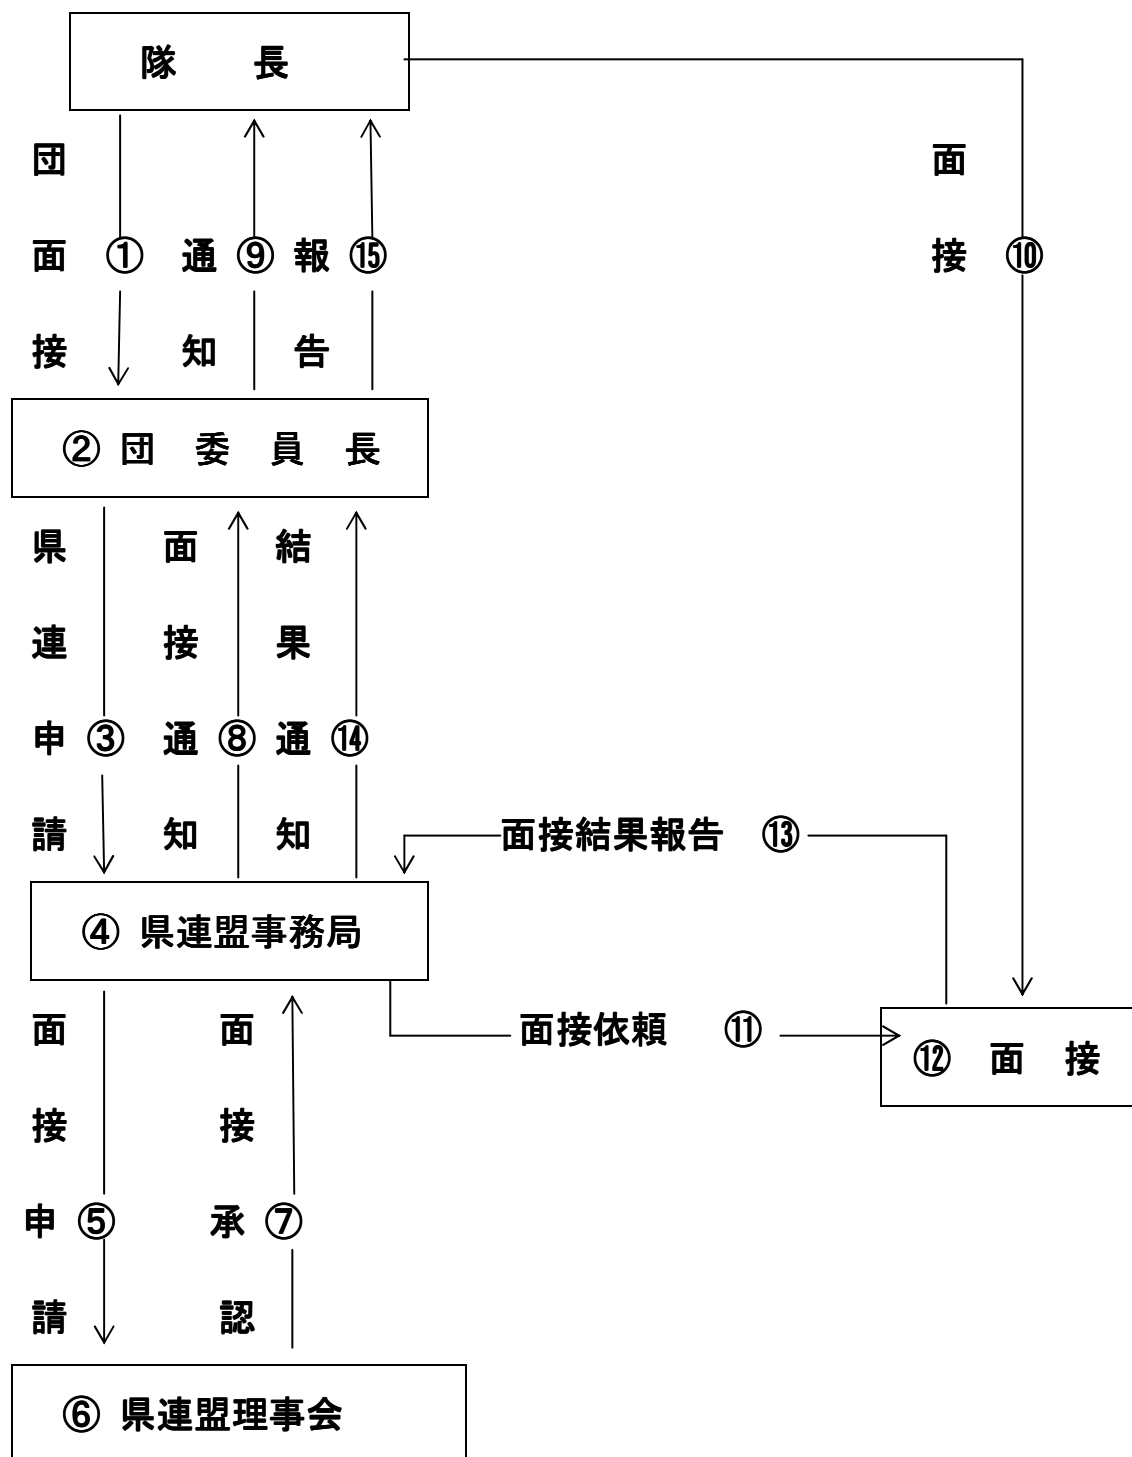 隊　長
団面接 ①
通知 ⑨
報告 ⑮
面接 ⑩
② 団 委 員 長
県連申請 ③
面接通知 ⑧
結果通知 ⑭
面接結果報告 ⑬
④ 県連盟事務局
面接依頼 ⑪
⑫ 面 接
面接申請 ⑤
面接承認 ⑦
⑥ 県連盟理事会